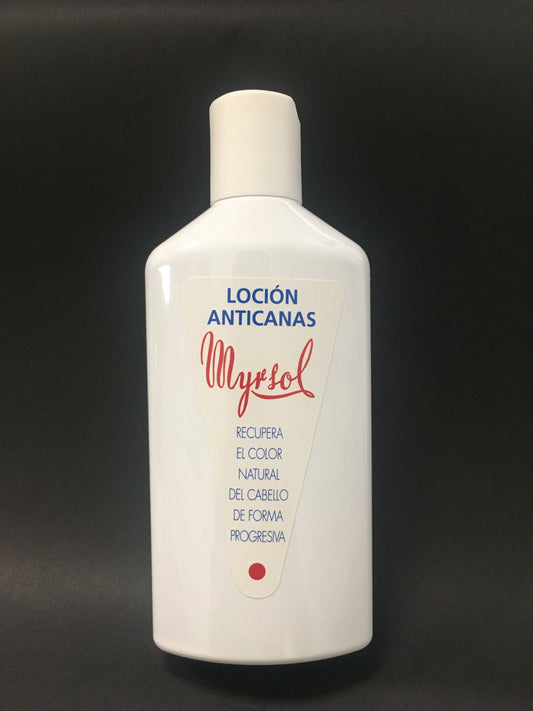 LOCIÓN
ANTICANAS
Myrsol
RECUPERA
EL COLOR
NATURAL
DEL CABELLO
DE FORMA
PROGRESIVA